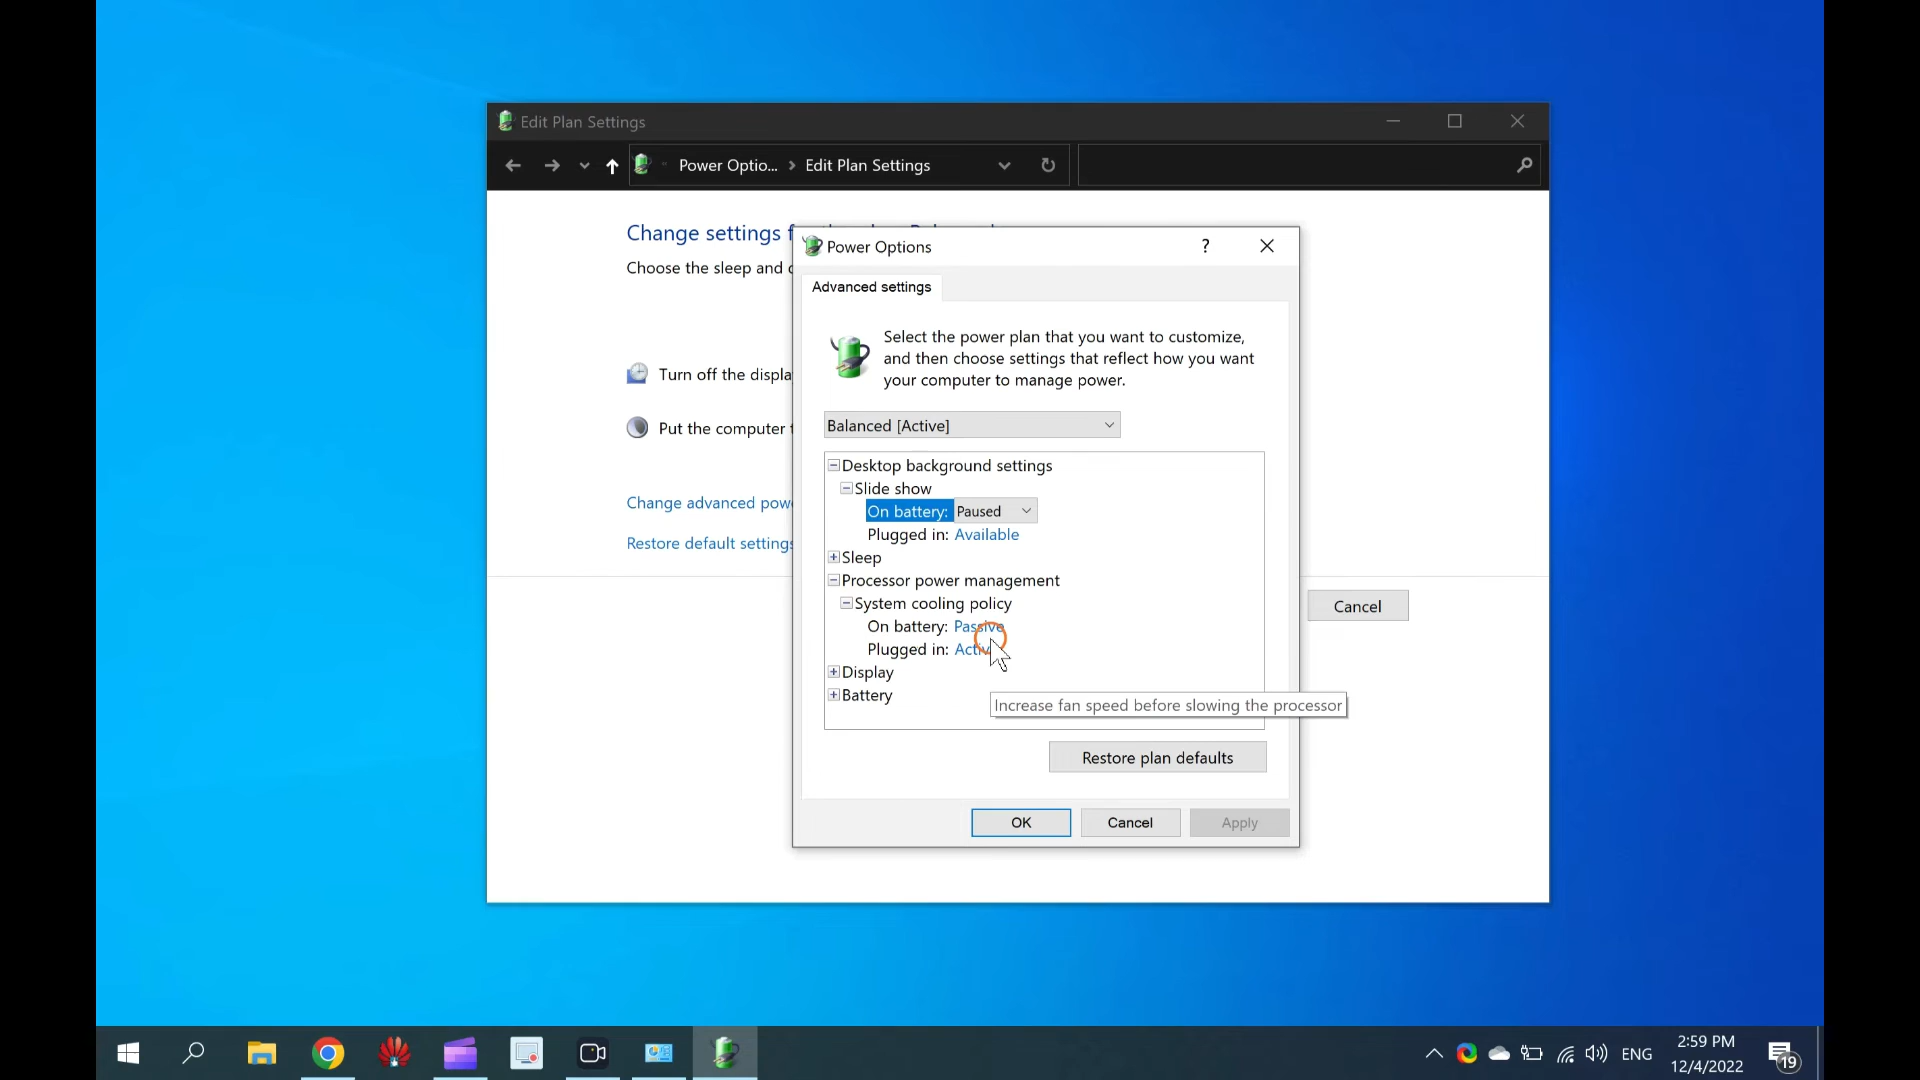 Edit Plan Settings
Power Optio... Edit Plan Settings
Change settings f
Choose the sleep and
Turn off the displa
Put the computer
Change advanced pow
Restore default settings
Cancel
Power Options
?
Advanced settings
Select the power plan that you want to customize,
and then choose settings that reflect how you want
your computer to manage power.
Balanced [Active]
Desktop background settings
Slide show
On battery: Paused
Plugged in: Available
Sleep
Processor power management
System cooling policy
On battery: Passive
Plugged in: Activ
Display
Battery
Increase fan speed before slowing the processor
Restore plan defaults
OK
Cancel
Apply
ENG
2:59 PM
12/4/2022
19